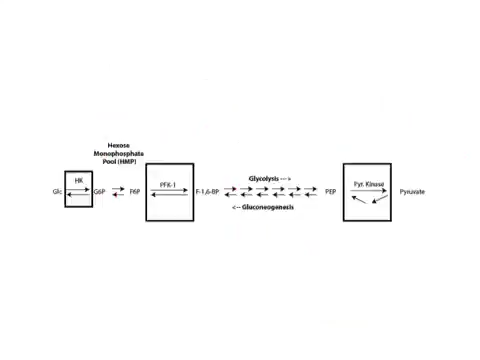 Hexose
Monophosphate
Pool (HMP)
HK
PFK-1
Glycolysis --->
Pyr. Kinase
Glc
G6P
F6P
F-1,6-BP
PEP
Pyruvate
<-- Gluconeogenesis